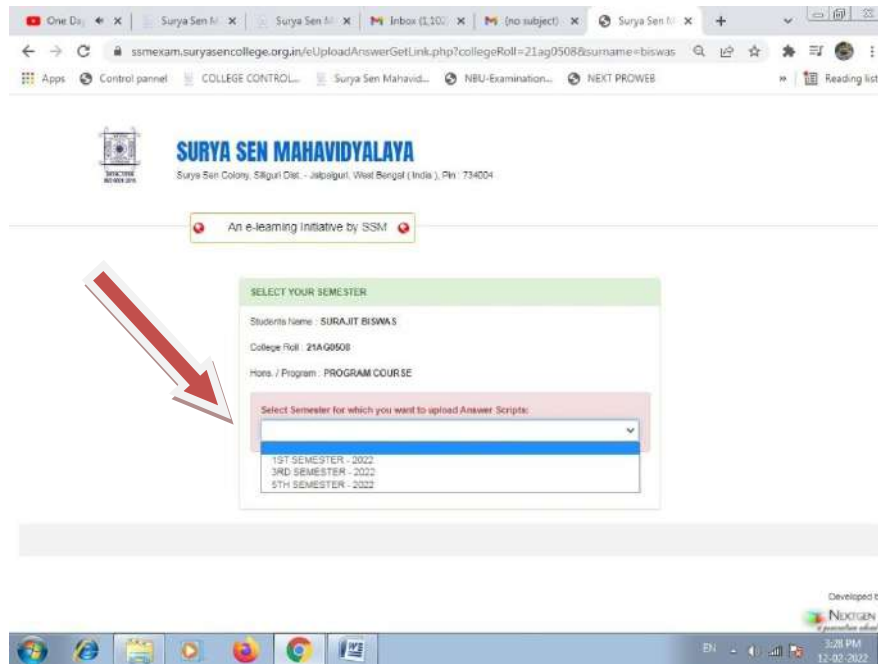 One Da
Surya Sen M
Surya Sen M
Inbox (1,10
(no subject)
Surya Sen M
ssmexam.suryasencollege.org.in/eUploadAnswerGetLink.php?collegeRoll=21ag0508&surname=biswas
Apps
Control pannel
COLLEGE CONTROL...
Surya Sen Mahavid...
NBU-Examination...
NEXT PROWEB
»
Reading list
SURYA SEN MAHAVIDYALAYA
Surya Sen Colony, Siliguri Dist. - Jalpaiguri, West Bengal ( India ), Pin : 734004
An e-learning Initiative by SSM
SELECT YOUR SEMESTER
Students Name : SURAJIT BISWAS
College Roll : 21AG0508
Hons. / Program : PROGRAM COURSE
Select Semester for which you want to upload Answer Scripts:
1ST SEMESTER - 2022
3RD SEMESTER - 2022
5TH SEMESTER - 2022
Developed b
NEXTGEN
EN
3:28 PM
12-02-2022